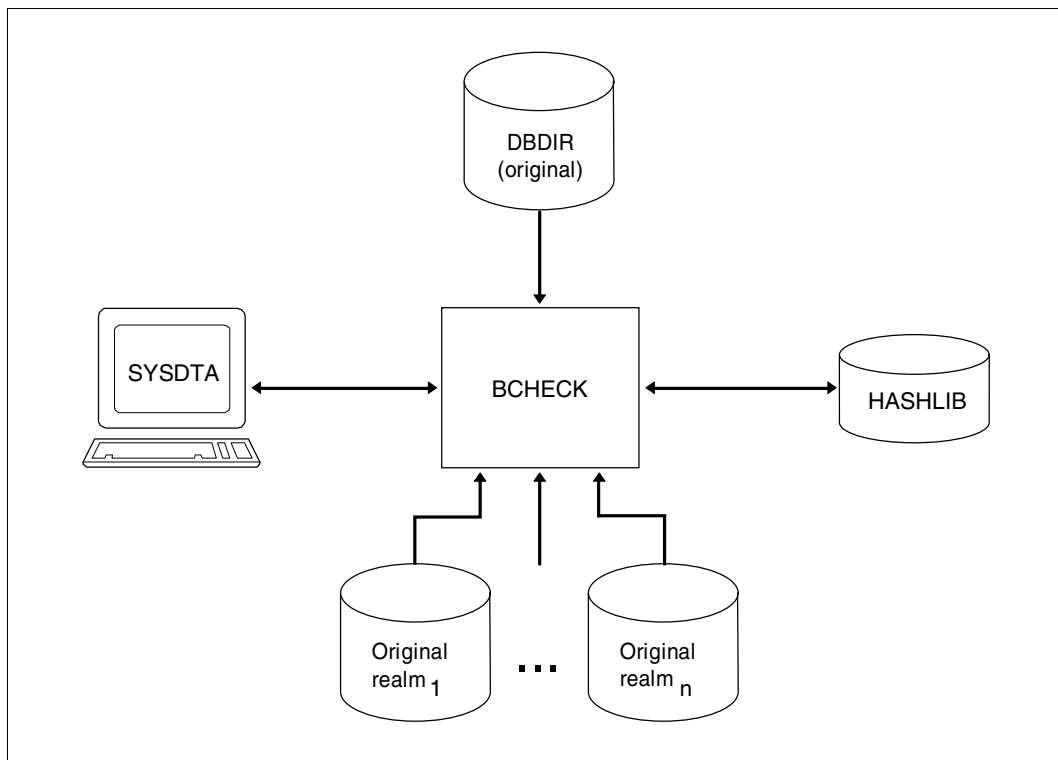 DBDIR
(original)
SYSDTA
BCHECK
HASHLIB
Original
realm 1
...
Original
realm n